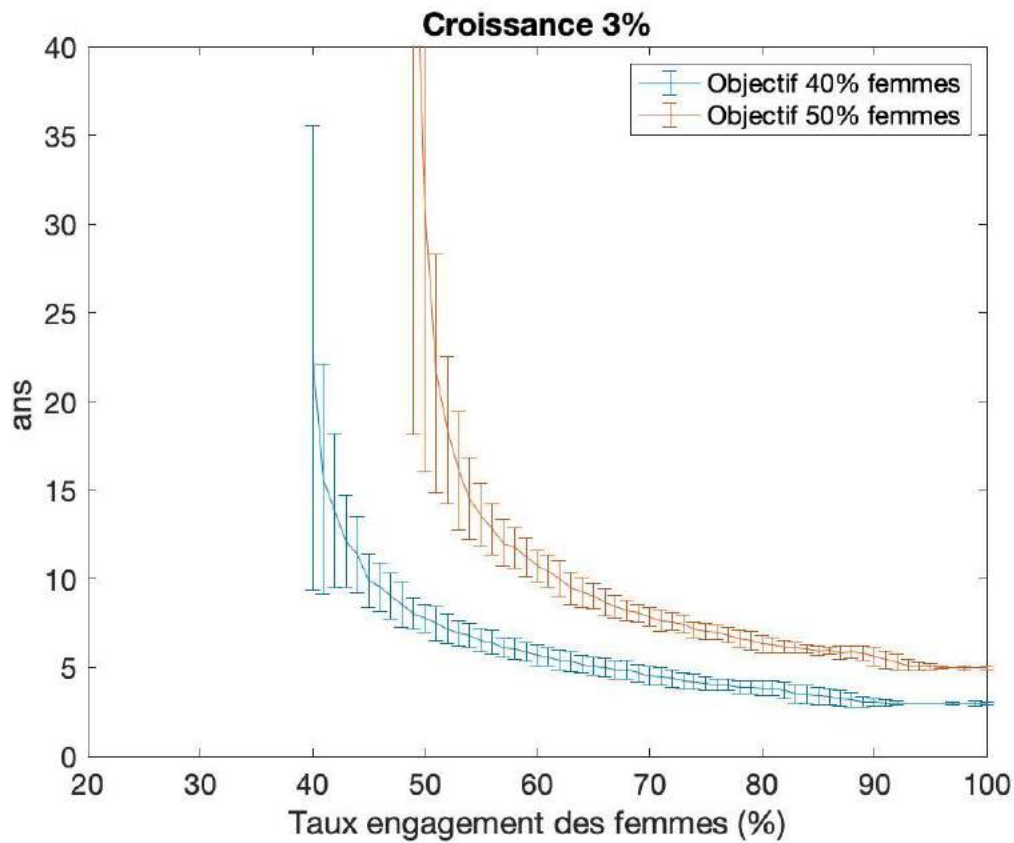 Croissance 3%
40
35
30
25
20
15
10
5
0
ans
Objectif 40% femmes
Objectif 50% femmes
20 30 40 50 60 70 80 90 100
Taux engagement des femmes (%)